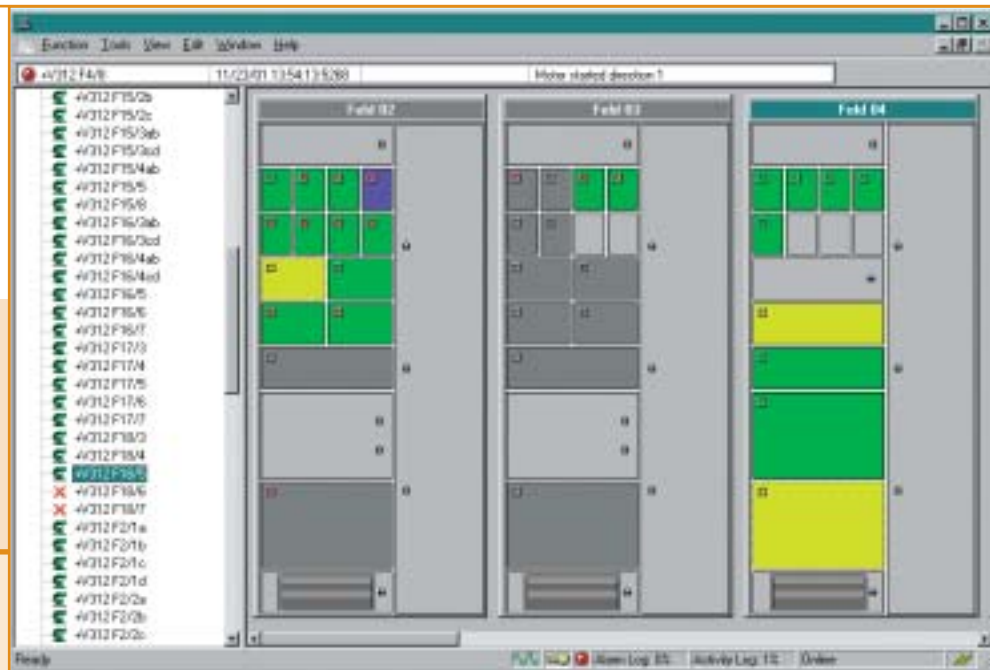 Function Tools View Edit Window Help
+V312 F4/8 11/23/01 13:54:13:5288 Motor started direction 1
+V312 F15/2b
+V312 F15/2c
+V312 F15/3ab
+V312 F15/3cd
+V312 F15/4ab
+V312 F15/5
+V312 F15/8
+V312 F16/3ab
+V312 F16/3cd
+V312 F16/4ab
+V312 F16/4cd
+V312 F16/5
+V312 F16/6
+V312 F16/7
+V312 F17/3
+V312 F17/4
+V312 F17/5
+V312 F17/6
+V312 F17/7
+V312 F18/3
+V312 F18/4
+V312 F18/5
+V312 F18/6
+V312 F18/7
+V312 F2/1a
+V312 F2/1b
+V312 F2/1c
+V312 F2/1d
+V312 F2/2a
+V312 F2/2b
+V312 F2/2c
Feld 02
Feld 03
Feld 04
Ready Alarm Log: 8% Activity Log: 1% Online